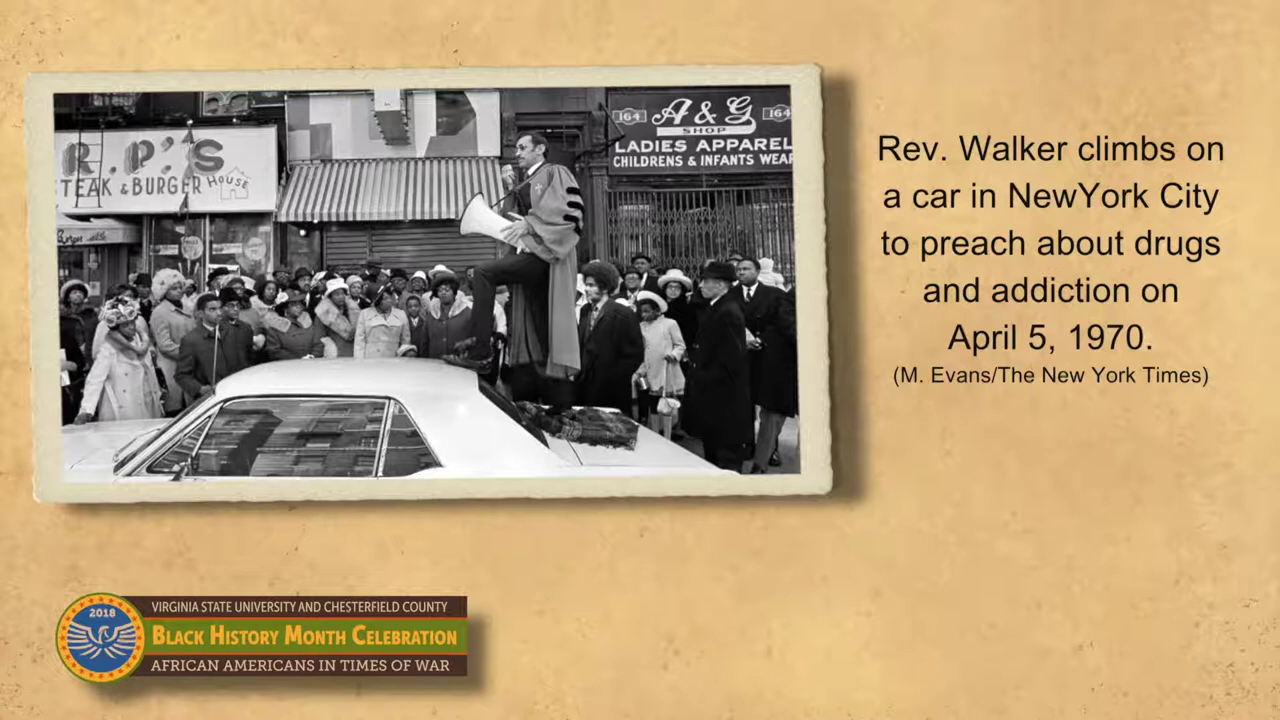 R.P.'S
STEAK & BURGER HOUSE
164 A & G 164
SHOP
LADIES APPAREL
CHILDRENS & INFANTS WEAR
Rev. Walker climbs on
a car in NewYork City
to preach about drugs
and addiction on
April 5, 1970.
(M. Evans/The New York Times)
2018
VIRGINIA STATE UNIVERSITY AND CHESTERFIELD COUNTY
BLACK HISTORY MONTH CELEBRATION
AFRICAN AMERICANS IN TIMES OF WAR